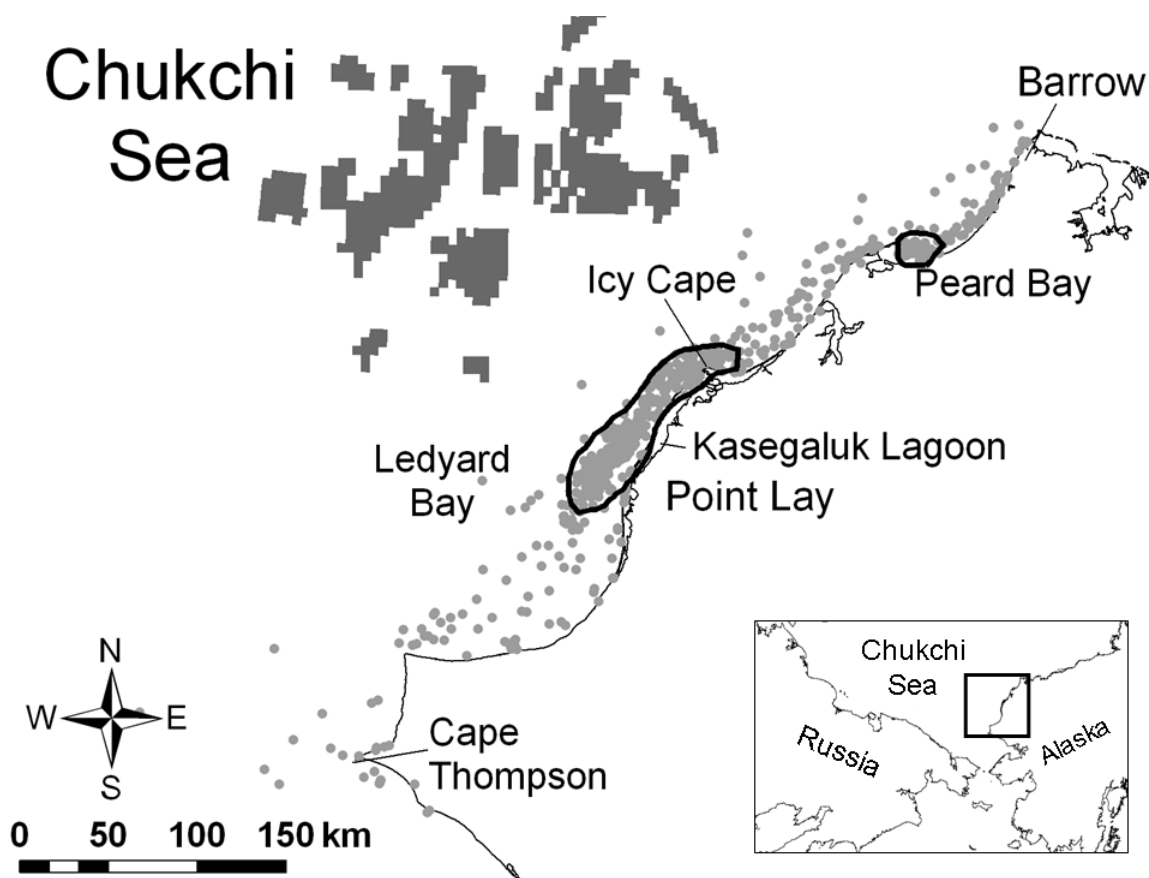 Chukchi
Sea
Barrow
Icy Cape
Peard Bay
Ledyard
Bay
Kasegaluk Lagoon
Point Lay
N
W
E
S
Cape
Thompson
0 50 100 150 km
Chukchi
Sea
Russia
Alaska